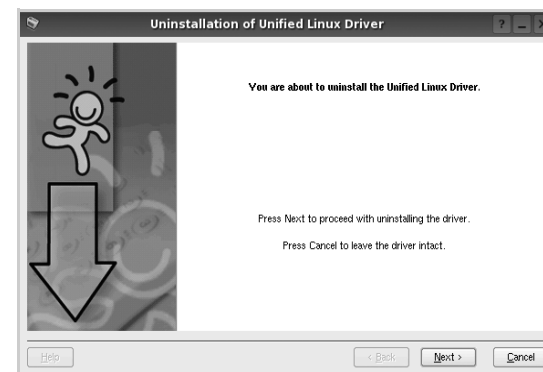 Uninstallation of Unified Linux Driver
You are about to uninstall the Unified Linux Driver.
Press Next to proceed with uninstalling the driver.
Press Cancel to leave the driver intact.
Help
< Back
Next >
Cancel